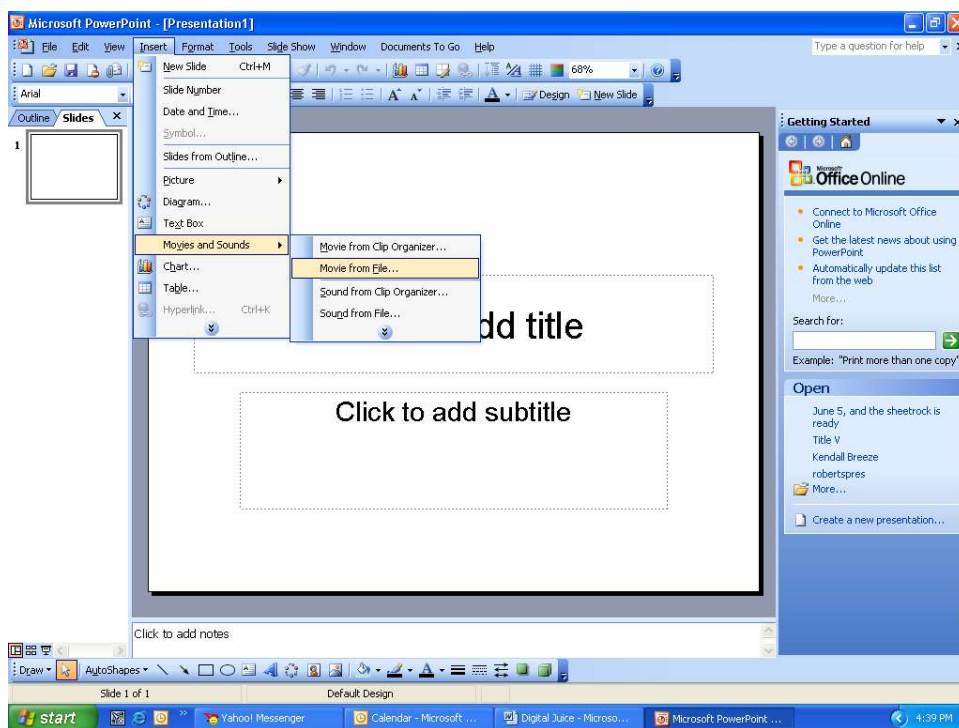 Microsoft PowerPoint - [Presentation1]
File Edit View Insert Format Tools Slide Show Window Documents To Go Help
Type a question for help
68%
Arial
Design New Slide
Outline Slides
1
New Slide Ctrl+M
Slide Number
Date and Time...
Symbol...
Slides from Outline...
Picture
Diagram...
Text Box
Movies and Sounds
Chart...
Table...
Hyperlink... Ctrl+K
Movie from Clip Organizer...
Movie from File...
Sound from Clip Organizer...
Sound from File...
dd title
Click to add subtitle
Click to add notes
Getting Started
Microsoft
Office Online
Connect to Microsoft Office
Online
Get the latest news about using
PowerPoint
Automatically update this list
from the web
More...
Search for:
Example: "Print more than one copy"
Open
June 5, and the sheetrock is
ready
Title V
Kendall Breeze
robertspres
More...
Create a new presentation...
Draw AutoShapes
Slide 1 of 1 Default Design
start Yahoo! Messenger Calendar - Microsoft ... Digital Juice - Microso... Microsoft PowerPoint ... 4:39 PM